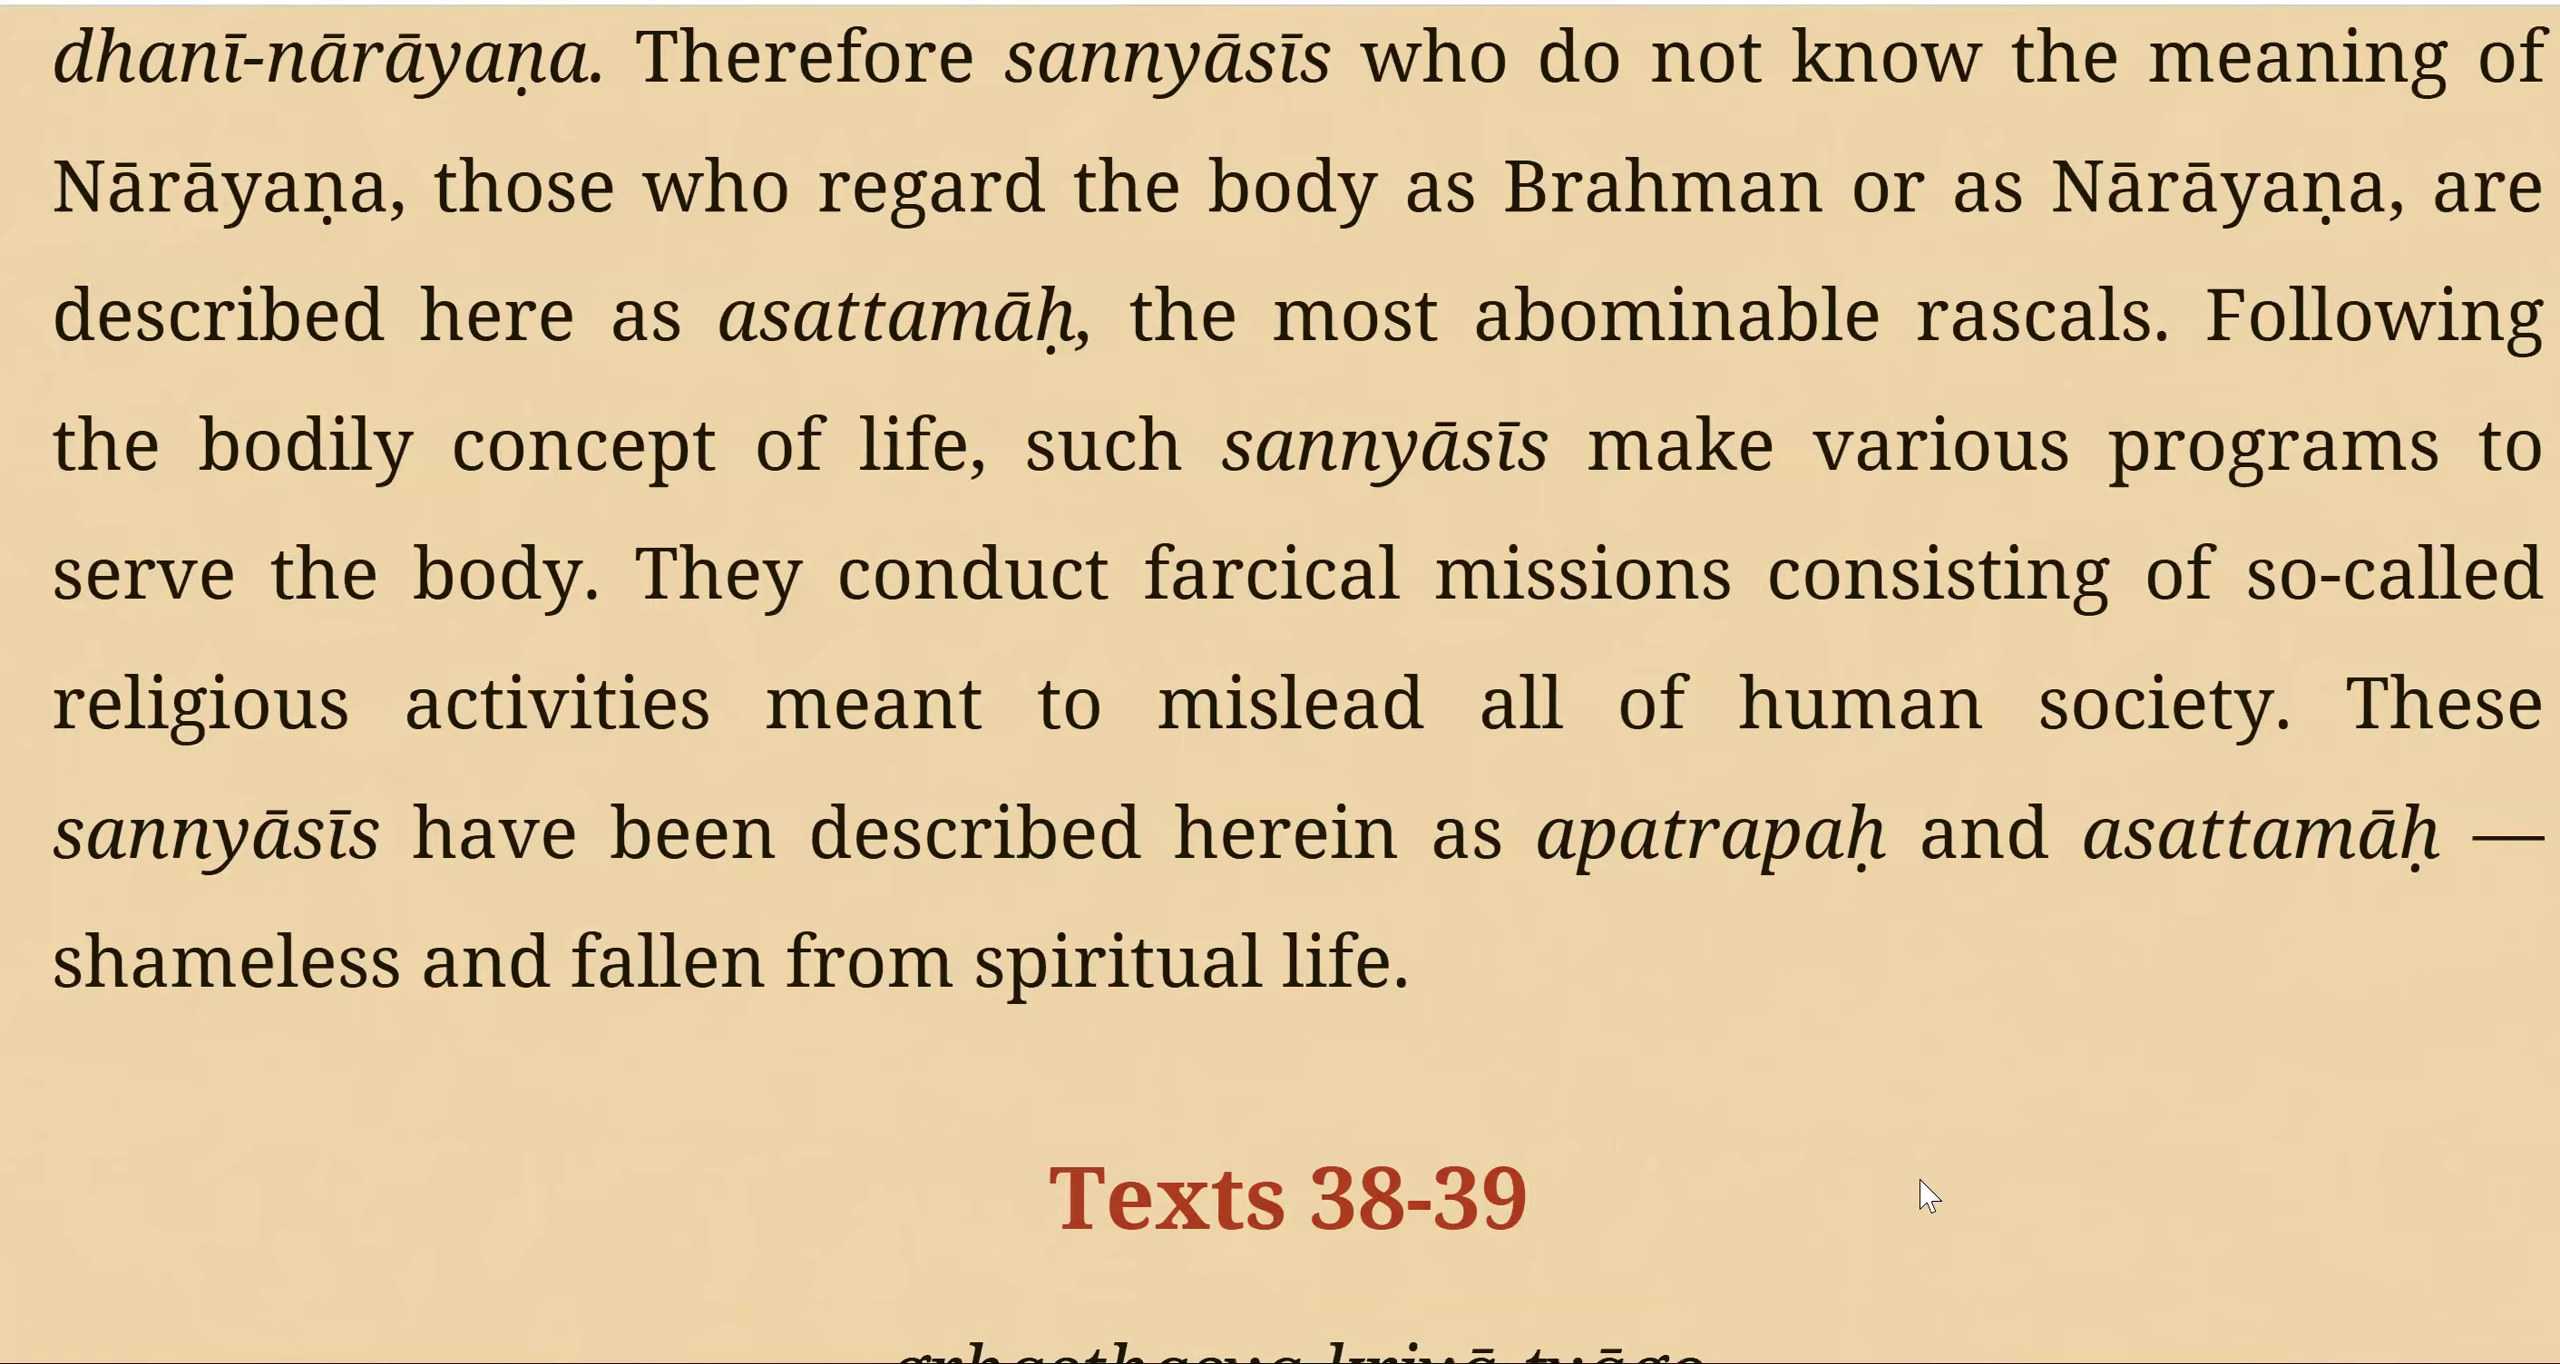 dhanī-nārāyaṇa. Therefore sannyāsīs who do not know the meaning of
Nārāyaṇa, those who regard the body as Brahman or as Nārāyaṇa, are
described here as asattamāḥ, the most abominable rascals. Following
the bodily concept of life, such sannyāsīs make various programs to
serve the body. They conduct farcical missions consisting of so-called
religious activities meant to mislead all of human society. These
sannyāsīs have been described herein as apatrapaḥ and asattamāḥ —
shameless and fallen from spiritual life.
Texts 38-39